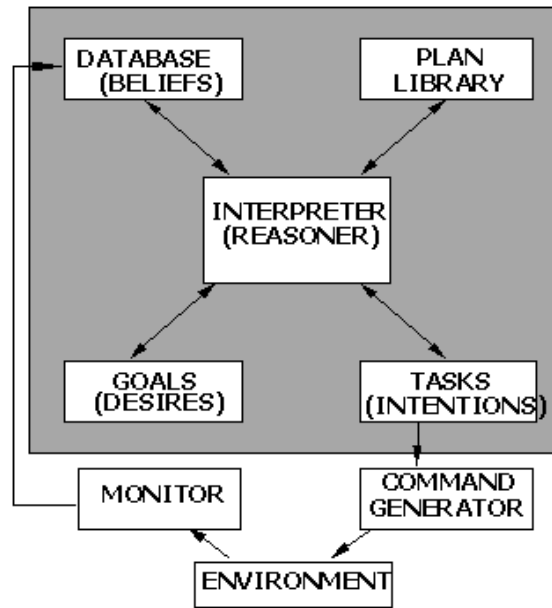 DATABASE
(BELIEFS)
PLAN
LIBRARY
INTERPRETER
(REASONER)
GOALS
(DESIRES)
TASKS
(INTENTIONS)
MONITOR
COMMAND
GENERATOR
ENVIRONMENT